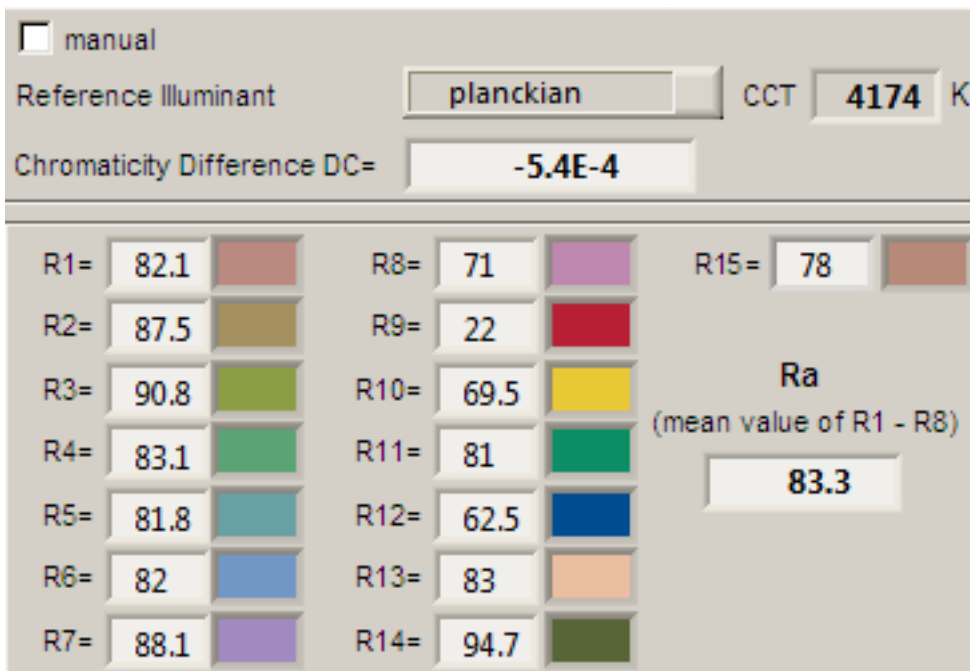 manual
Reference Illuminant planckian CCT 4174 K
Chromaticity Difference DC= -5.4E-4
R1= 82.1 R8= 71 R15= 78
R2= 87.5 R9= 22
R3= 90.8 R10= 69.5 Ra
(mean value of R1 - R8)
R4= 83.1 R11= 81
R5= 81.8 R12= 62.5 83.3
R6= 82 R13= 83
R7= 88.1 R14= 94.7